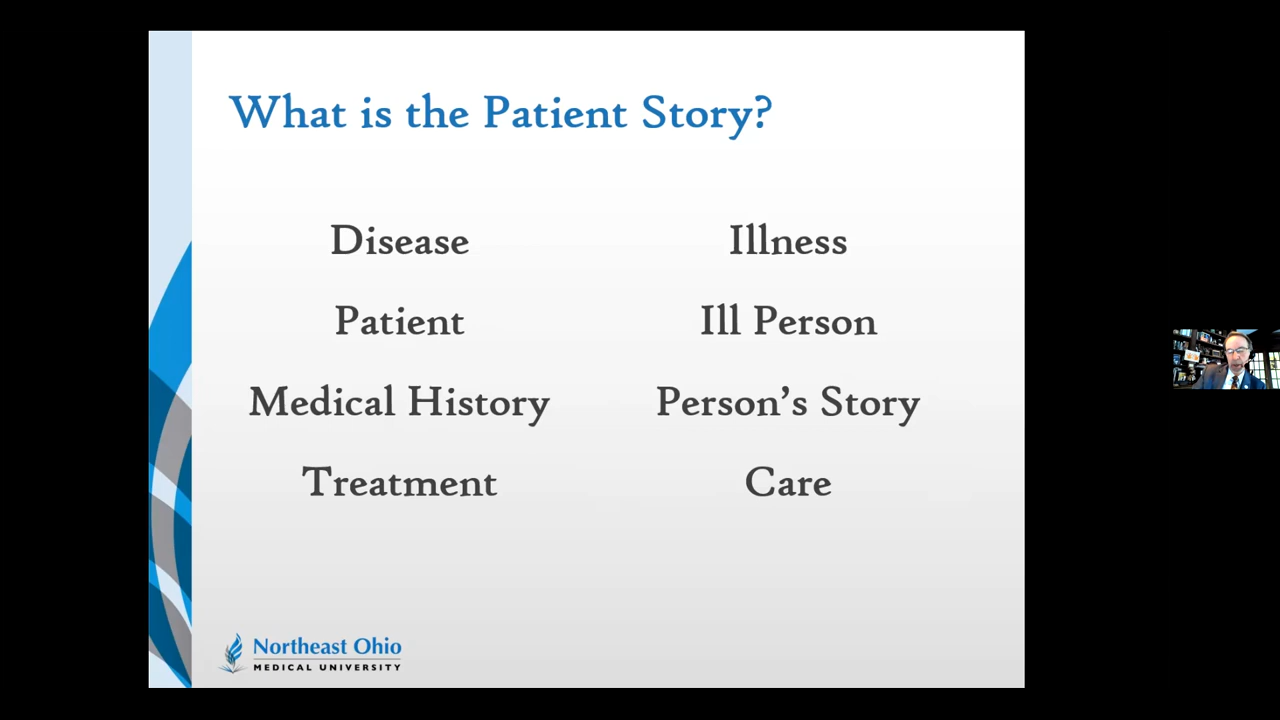 What is the Patient Story?
Disease Illness
Patient Ill Person
Medical History Person’s Story
Treatment Care
Northeast Ohio
MEDICAL UNIVERSITY